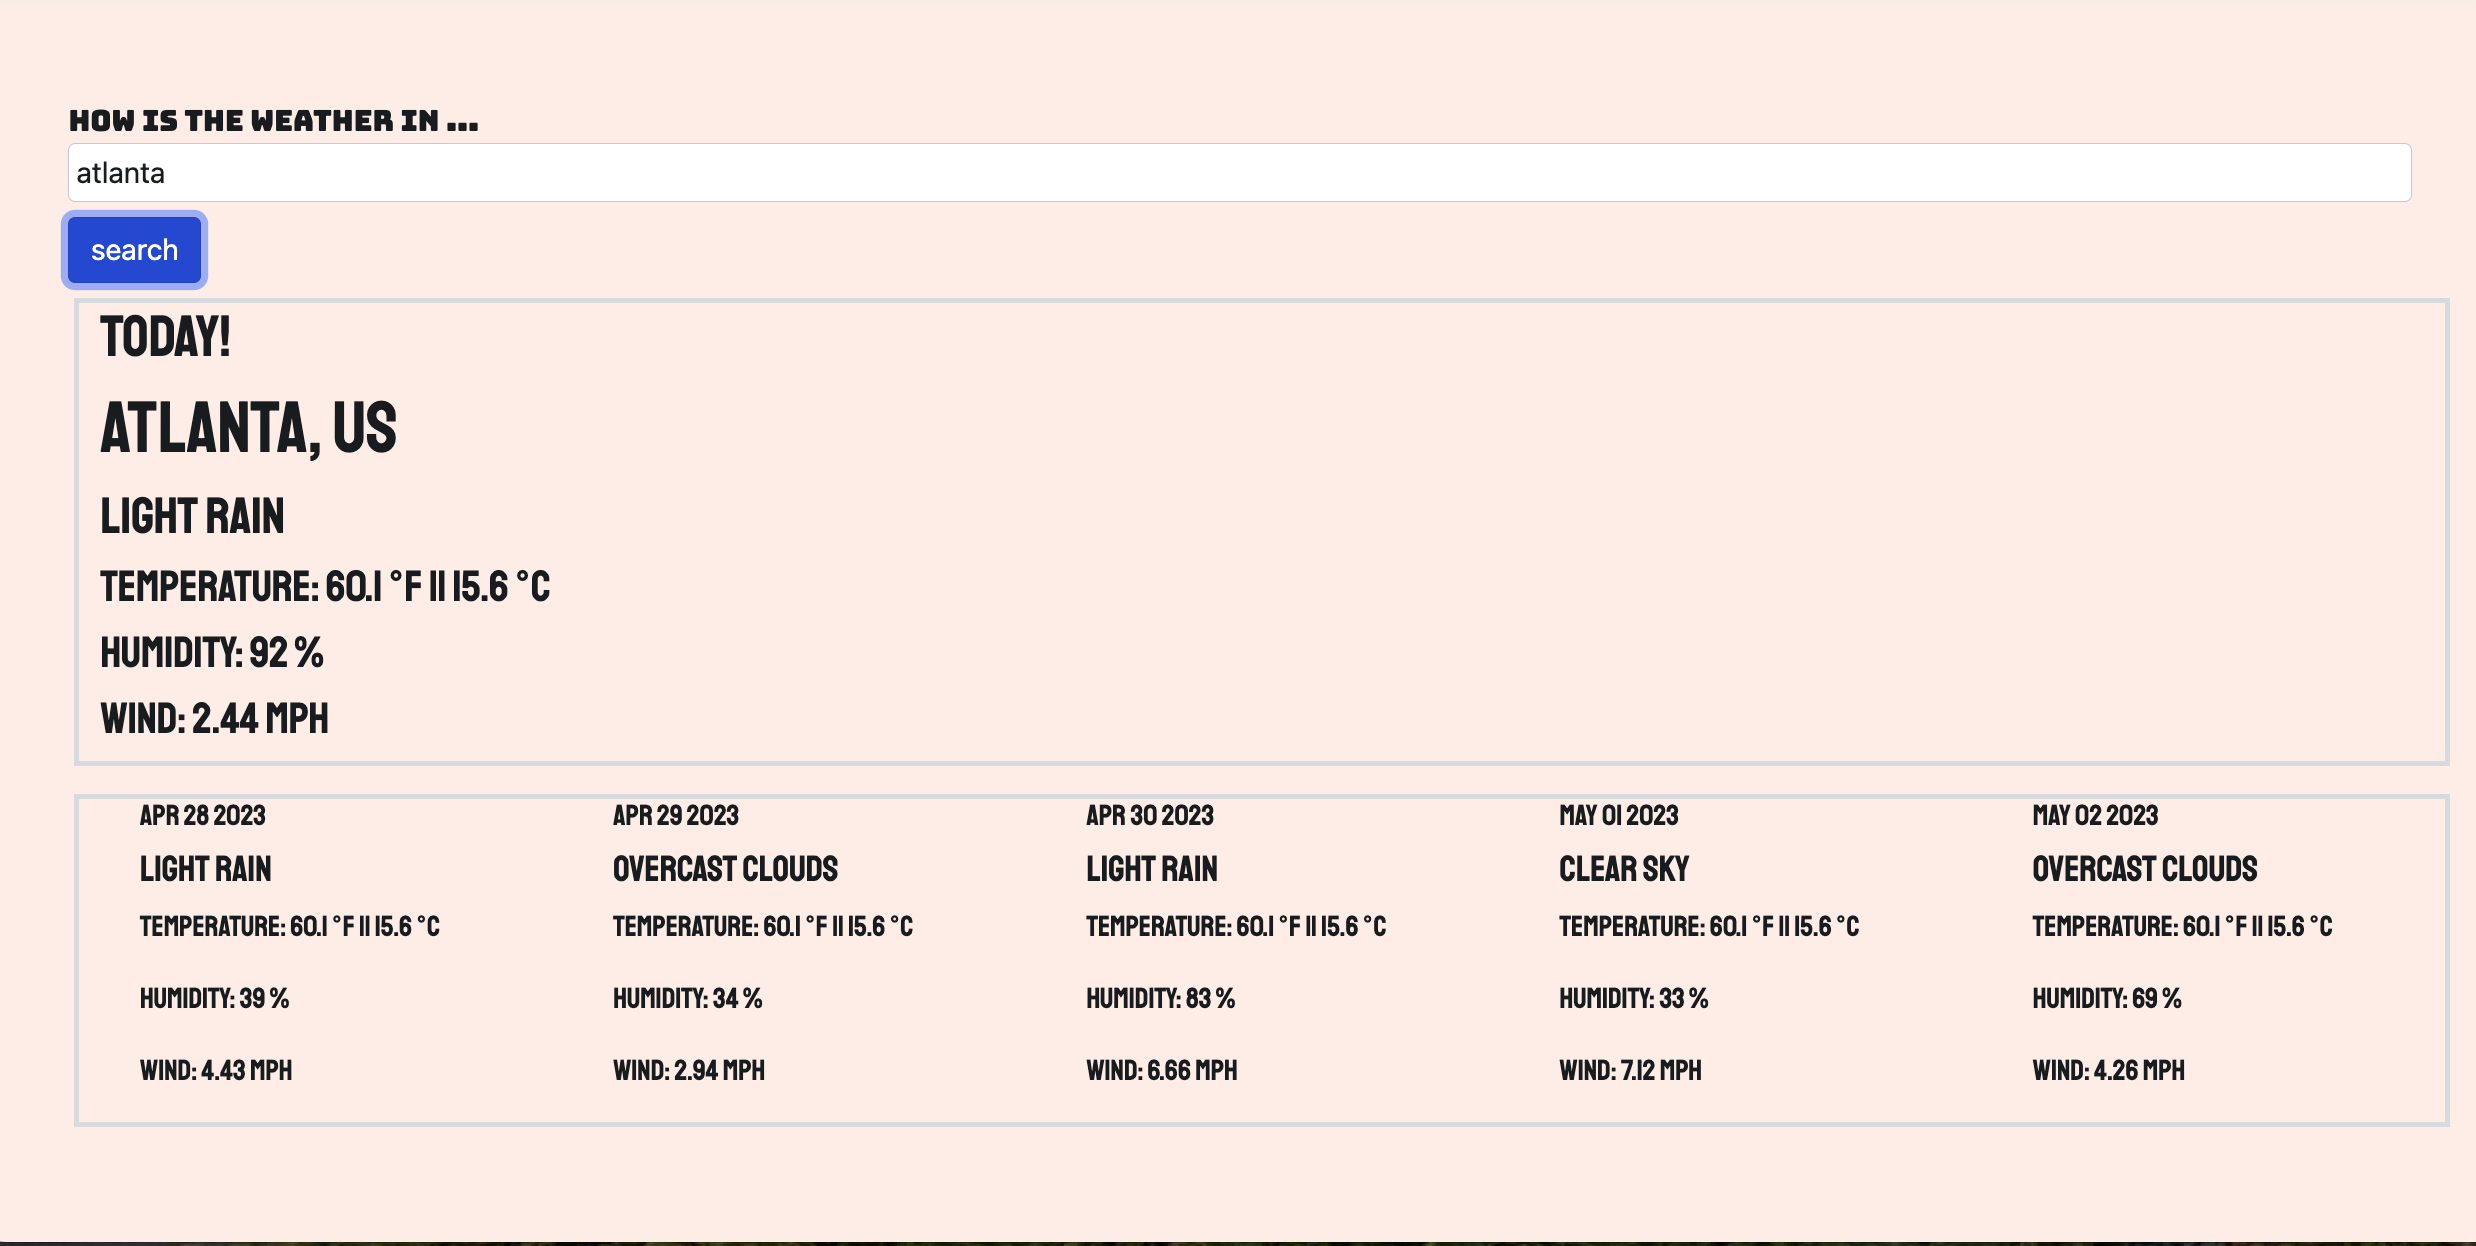 HOW IS THE WEATHER IN ...
atlanta
search
TODAY!
ATLANTA, US
LIGHT RAIN
TEMPERATURE: 60.1 °F || 15.6 °C
HUMIDITY: 92 %
WIND: 2.44 MPH
APR 28 2023 APR 29 2023 APR 30 2023 MAY 01 2023 MAY 02 2023
LIGHT RAIN OVERCAST CLOUDS LIGHT RAIN CLEAR SKY OVERCAST CLOUDS
TEMPERATURE: 60.1 °F || 15.6 °C TEMPERATURE: 60.1 °F || 15.6 °C TEMPERATURE: 60.1 °F || 15.6 °C TEMPERATURE: 60.1 °F || 15.6 °C TEMPERATURE: 60.1 °F || 15.6 °C
HUMIDITY: 39 % HUMIDITY: 34 % HUMIDITY: 83 % HUMIDITY: 33 % HUMIDITY: 69 %
WIND: 4.43 MPH WIND: 2.94 MPH WIND: 6.66 MPH WIND: 7.12 MPH WIND: 4.26 MPH